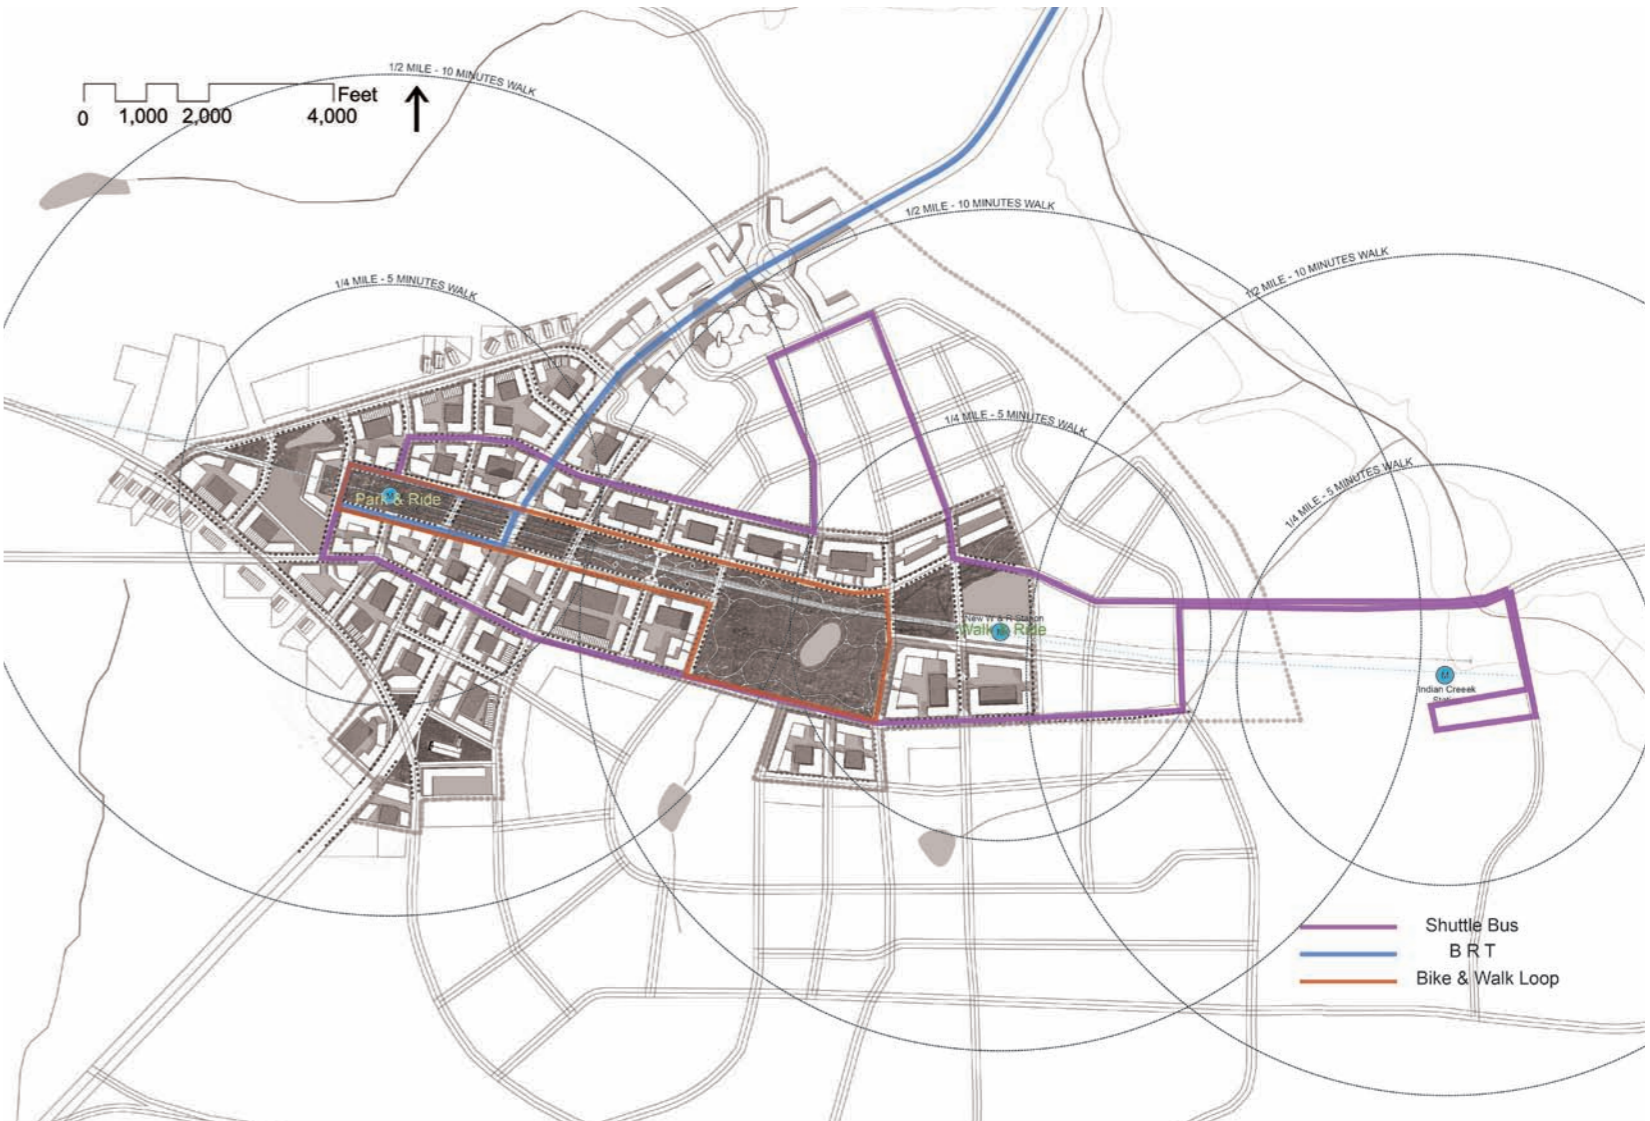 1/2 MILE - 10 MINUTES WALK
Feet
0 1,000 2,000 4,000
1/2 MILE - 10 MINUTES WALK
1/2 MILE - 10 MINUTES WALK
1/4 MILE - 5 MINUTES WALK
1/4 MILE - 5 MINUTES WALK
1/4 MILE - 5 MINUTES WALK
Park & Ride
New W & R Station
Walk & Ride
Indian Creeek
Shuttle Bus
B R T
Bike & Walk Loop